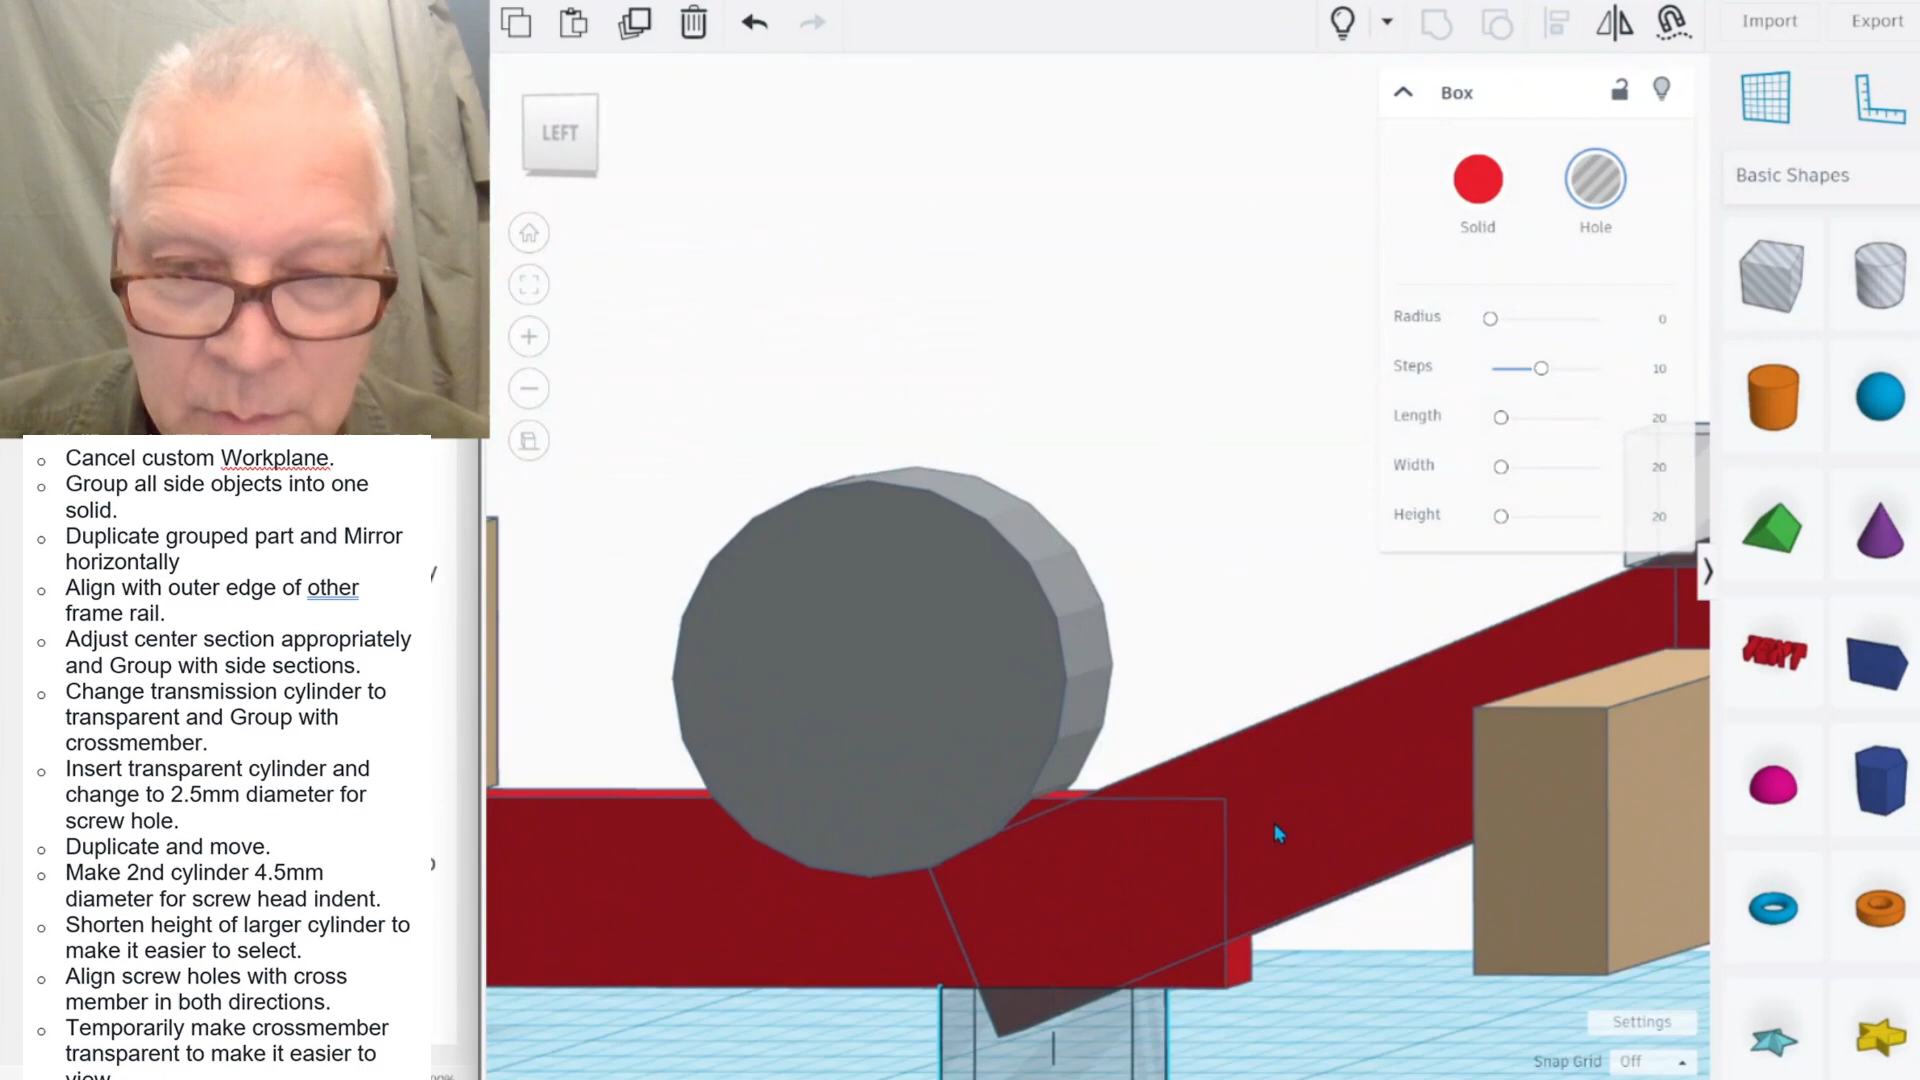 Import
Export
LEFT
Box
Solid
Hole
Basic Shapes
Radius
0
Steps
10
Length
20
Width
20
Height
20
TEXT
Settings
Snap Grid
Off
Cancel custom Workplane.
Group all side objects into one
solid.
Duplicate grouped part and Mirror
horizontally
Align with outer edge of other
frame rail.
Adjust center section appropriately
and Group with side sections.
Change transmission cylinder to
transparent and Group with
crossmember.
Insert transparent cylinder and
change to 2.5mm diameter for
screw hole.
Duplicate and move.
Make 2nd cylinder 4.5mm
diameter for screw head indent.
Shorten height of larger cylinder to
make it easier to select.
Align screw holes with cross
member in both directions.
Temporarily make crossmember
transparent to make it easier to
view